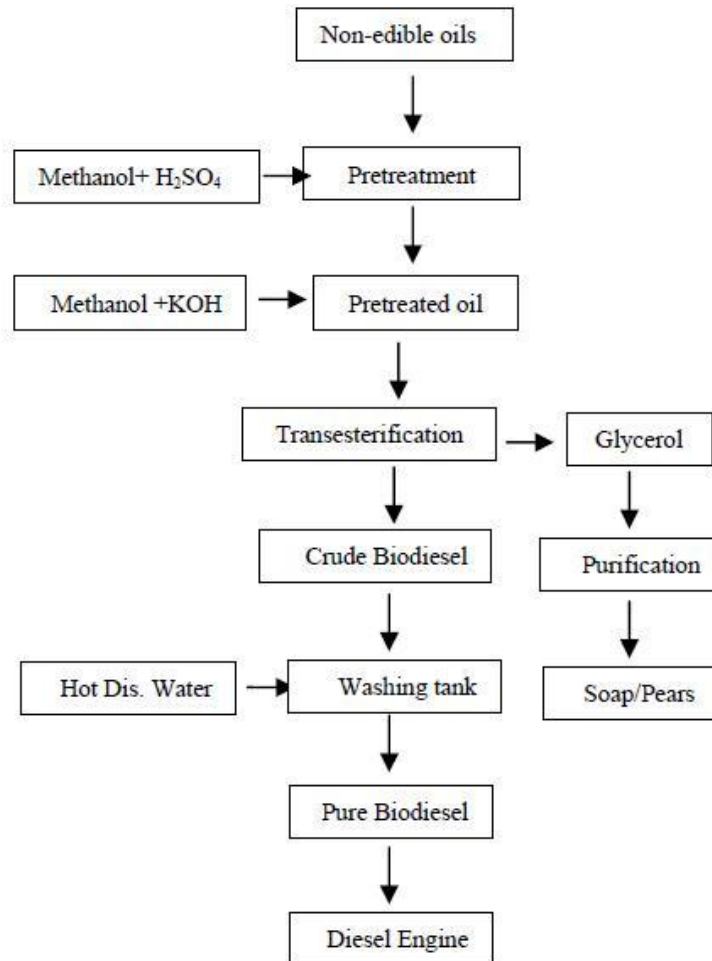 Non-edible oils
Methanol+ H₂SO₄
Pretreatment
Methanol +KOH
Pretreated oil
Transesterification
Glycerol
Crude Biodiesel
Purification
Hot Dis. Water
Washing tank
Soap/Pears
Pure Biodiesel
Diesel Engine